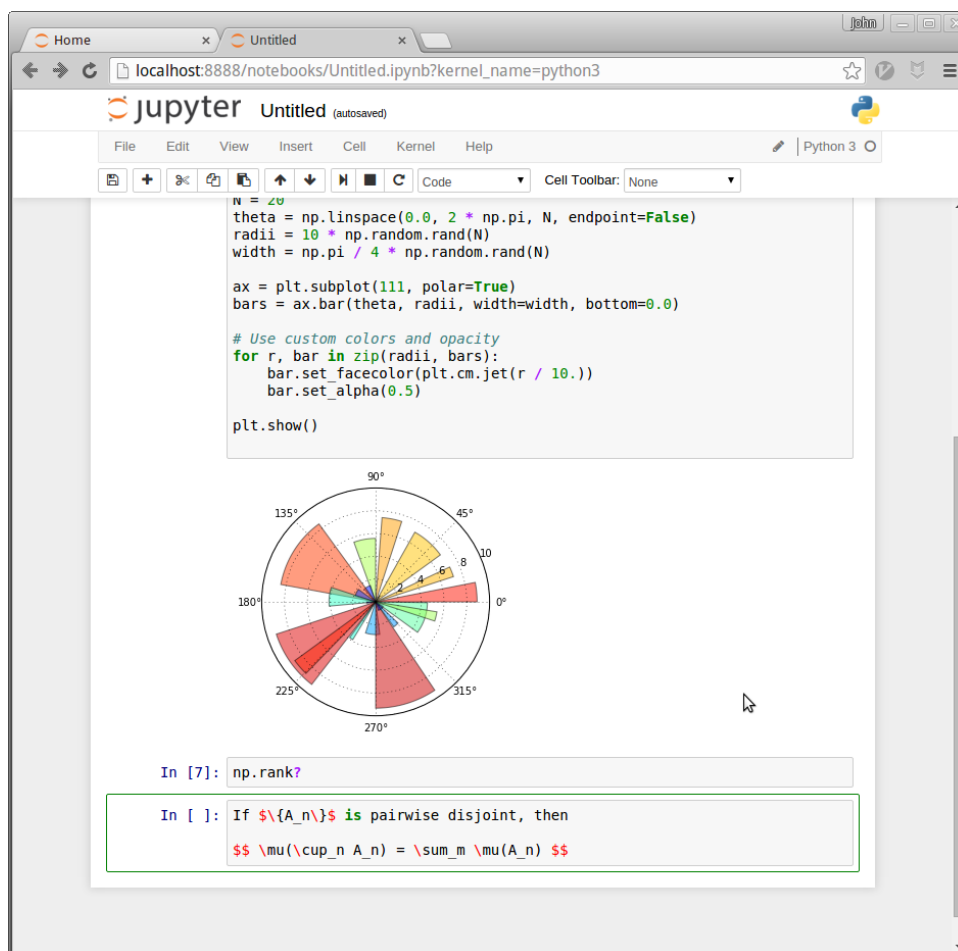 John
Home × Untitled ×
localhost:8888/notebooks/Untitled.ipynb?kernel_name=python3
jupyter Untitled (autosaved)
File Edit View Insert Cell Kernel Help Python 3
Code Cell Toolbar: None
N = 20
theta = np.linspace(0.0, 2 * np.pi, N, endpoint=False)
radii = 10 * np.random.rand(N)
width = np.pi / 4 * np.random.rand(N)
ax = plt.subplot(111, polar=True)
bars = ax.bar(theta, radii, width=width, bottom=0.0)
# Use custom colors and opacity
for r, bar in zip(radii, bars):
    bar.set_facecolor(plt.cm.jet(r / 10.))
    bar.set_alpha(0.5)
plt.show()
90°
135° 45°
10
8
6
4
2
180° 0°
225° 315°
270°
In [7]: np.rank?
In [ ]: If $\{A_n\}$ is pairwise disjoint, then
$$ \mu(\cup_n A_n) = \sum_m \mu(A_n) $$